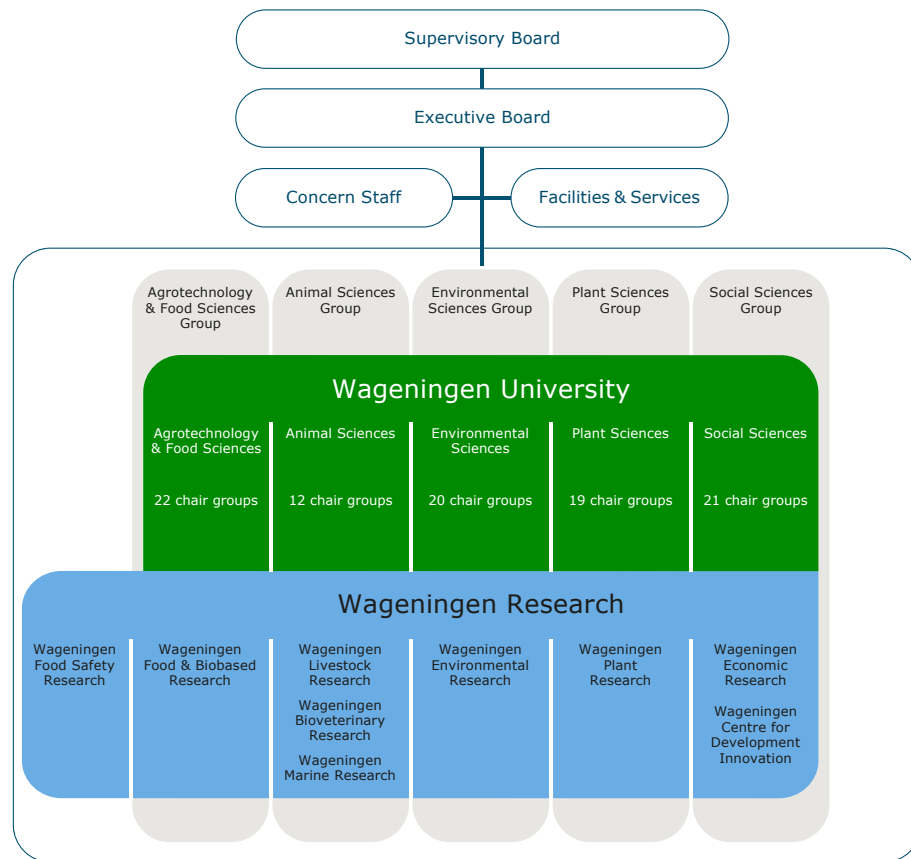 Supervisory Board
Executive Board
Concern Staff
Facilities & Services
Agrotechnology
& Food Sciences
Group
Animal Sciences
Group
Environmental
Sciences Group
Plant Sciences
Group
Social Sciences
Group
Wageningen University
Agrotechnology
& Food Sciences
Animal Sciences
Environmental
Sciences
Plant Sciences
Social Sciences
22 chair groups
12 chair groups
20 chair groups
19 chair groups
21 chair groups
Wageningen Research
Wageningen
Food Safety
Research
Wageningen
Food & Biobased
Research
Wageningen
Livestock
Research
Wageningen
Bioveterinary
Research
Wageningen
Marine Research
Wageningen
Environmental
Research
Wageningen
Plant
Research
Wageningen
Economic
Research
Wageningen
Centre for
Development
Innovation